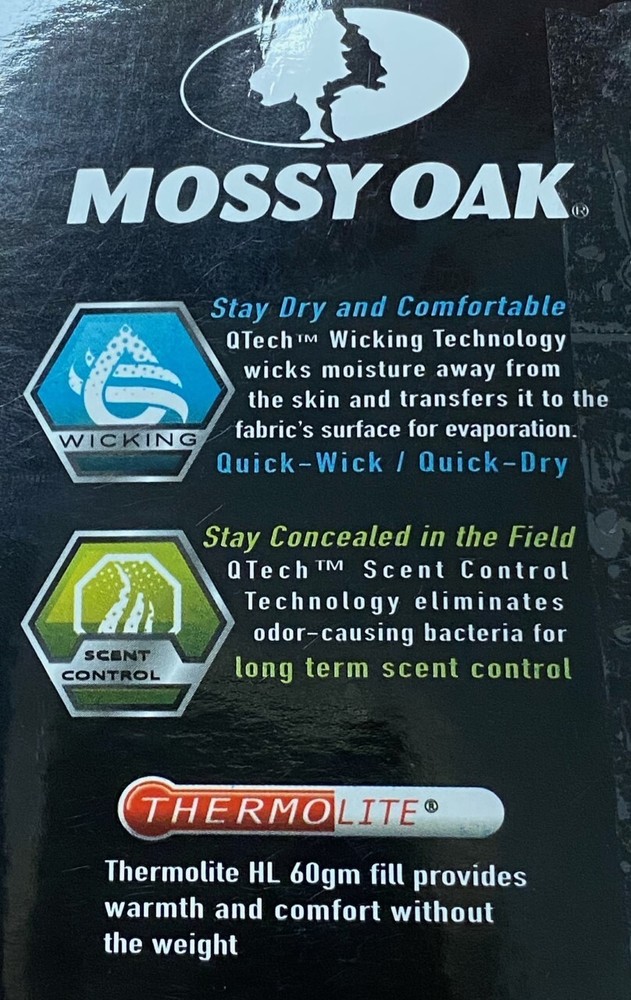 MOSSY OAK®
Stay Dry and Comfortable
QTech™ Wicking Technology
wicks moisture away from
the skin and transfers it to the
fabric's surface for evaporation.
Quick-Wick / Quick-Dry
WICKING
Stay Concealed in the Field
QTech™ Scent Control
Technology eliminates
odor-causing bacteria for
long term scent control
SCENT
CONTROL
THERMOLITE®
Thermolite HL 60gm fill provides
warmth and comfort without
the weight